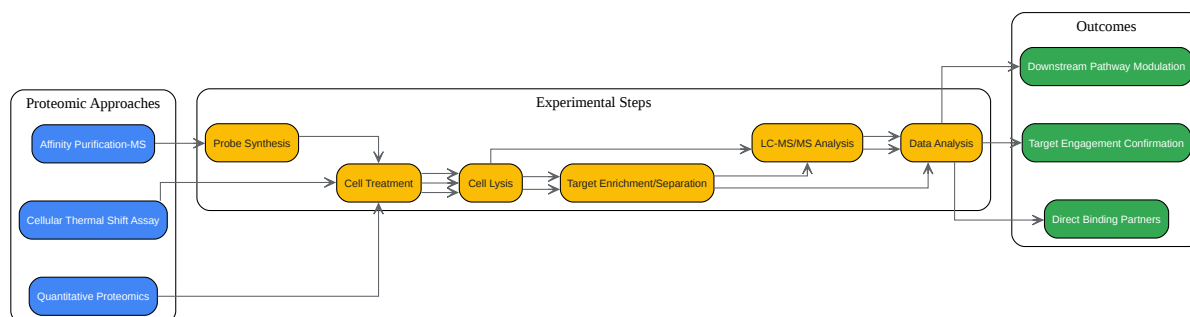 Proteomic Approaches
Affinity Purification-MS
Cellular Thermal Shift Assay
Quantitative Proteomics
Experimental Steps
Probe Synthesis
Cell Treatment
Cell Lysis
Target Enrichment/Separation
LC-MS/MS Analysis
Data Analysis
Outcomes
Downstream Pathway Modulation
Target Engagement Confirmation
Direct Binding Partners